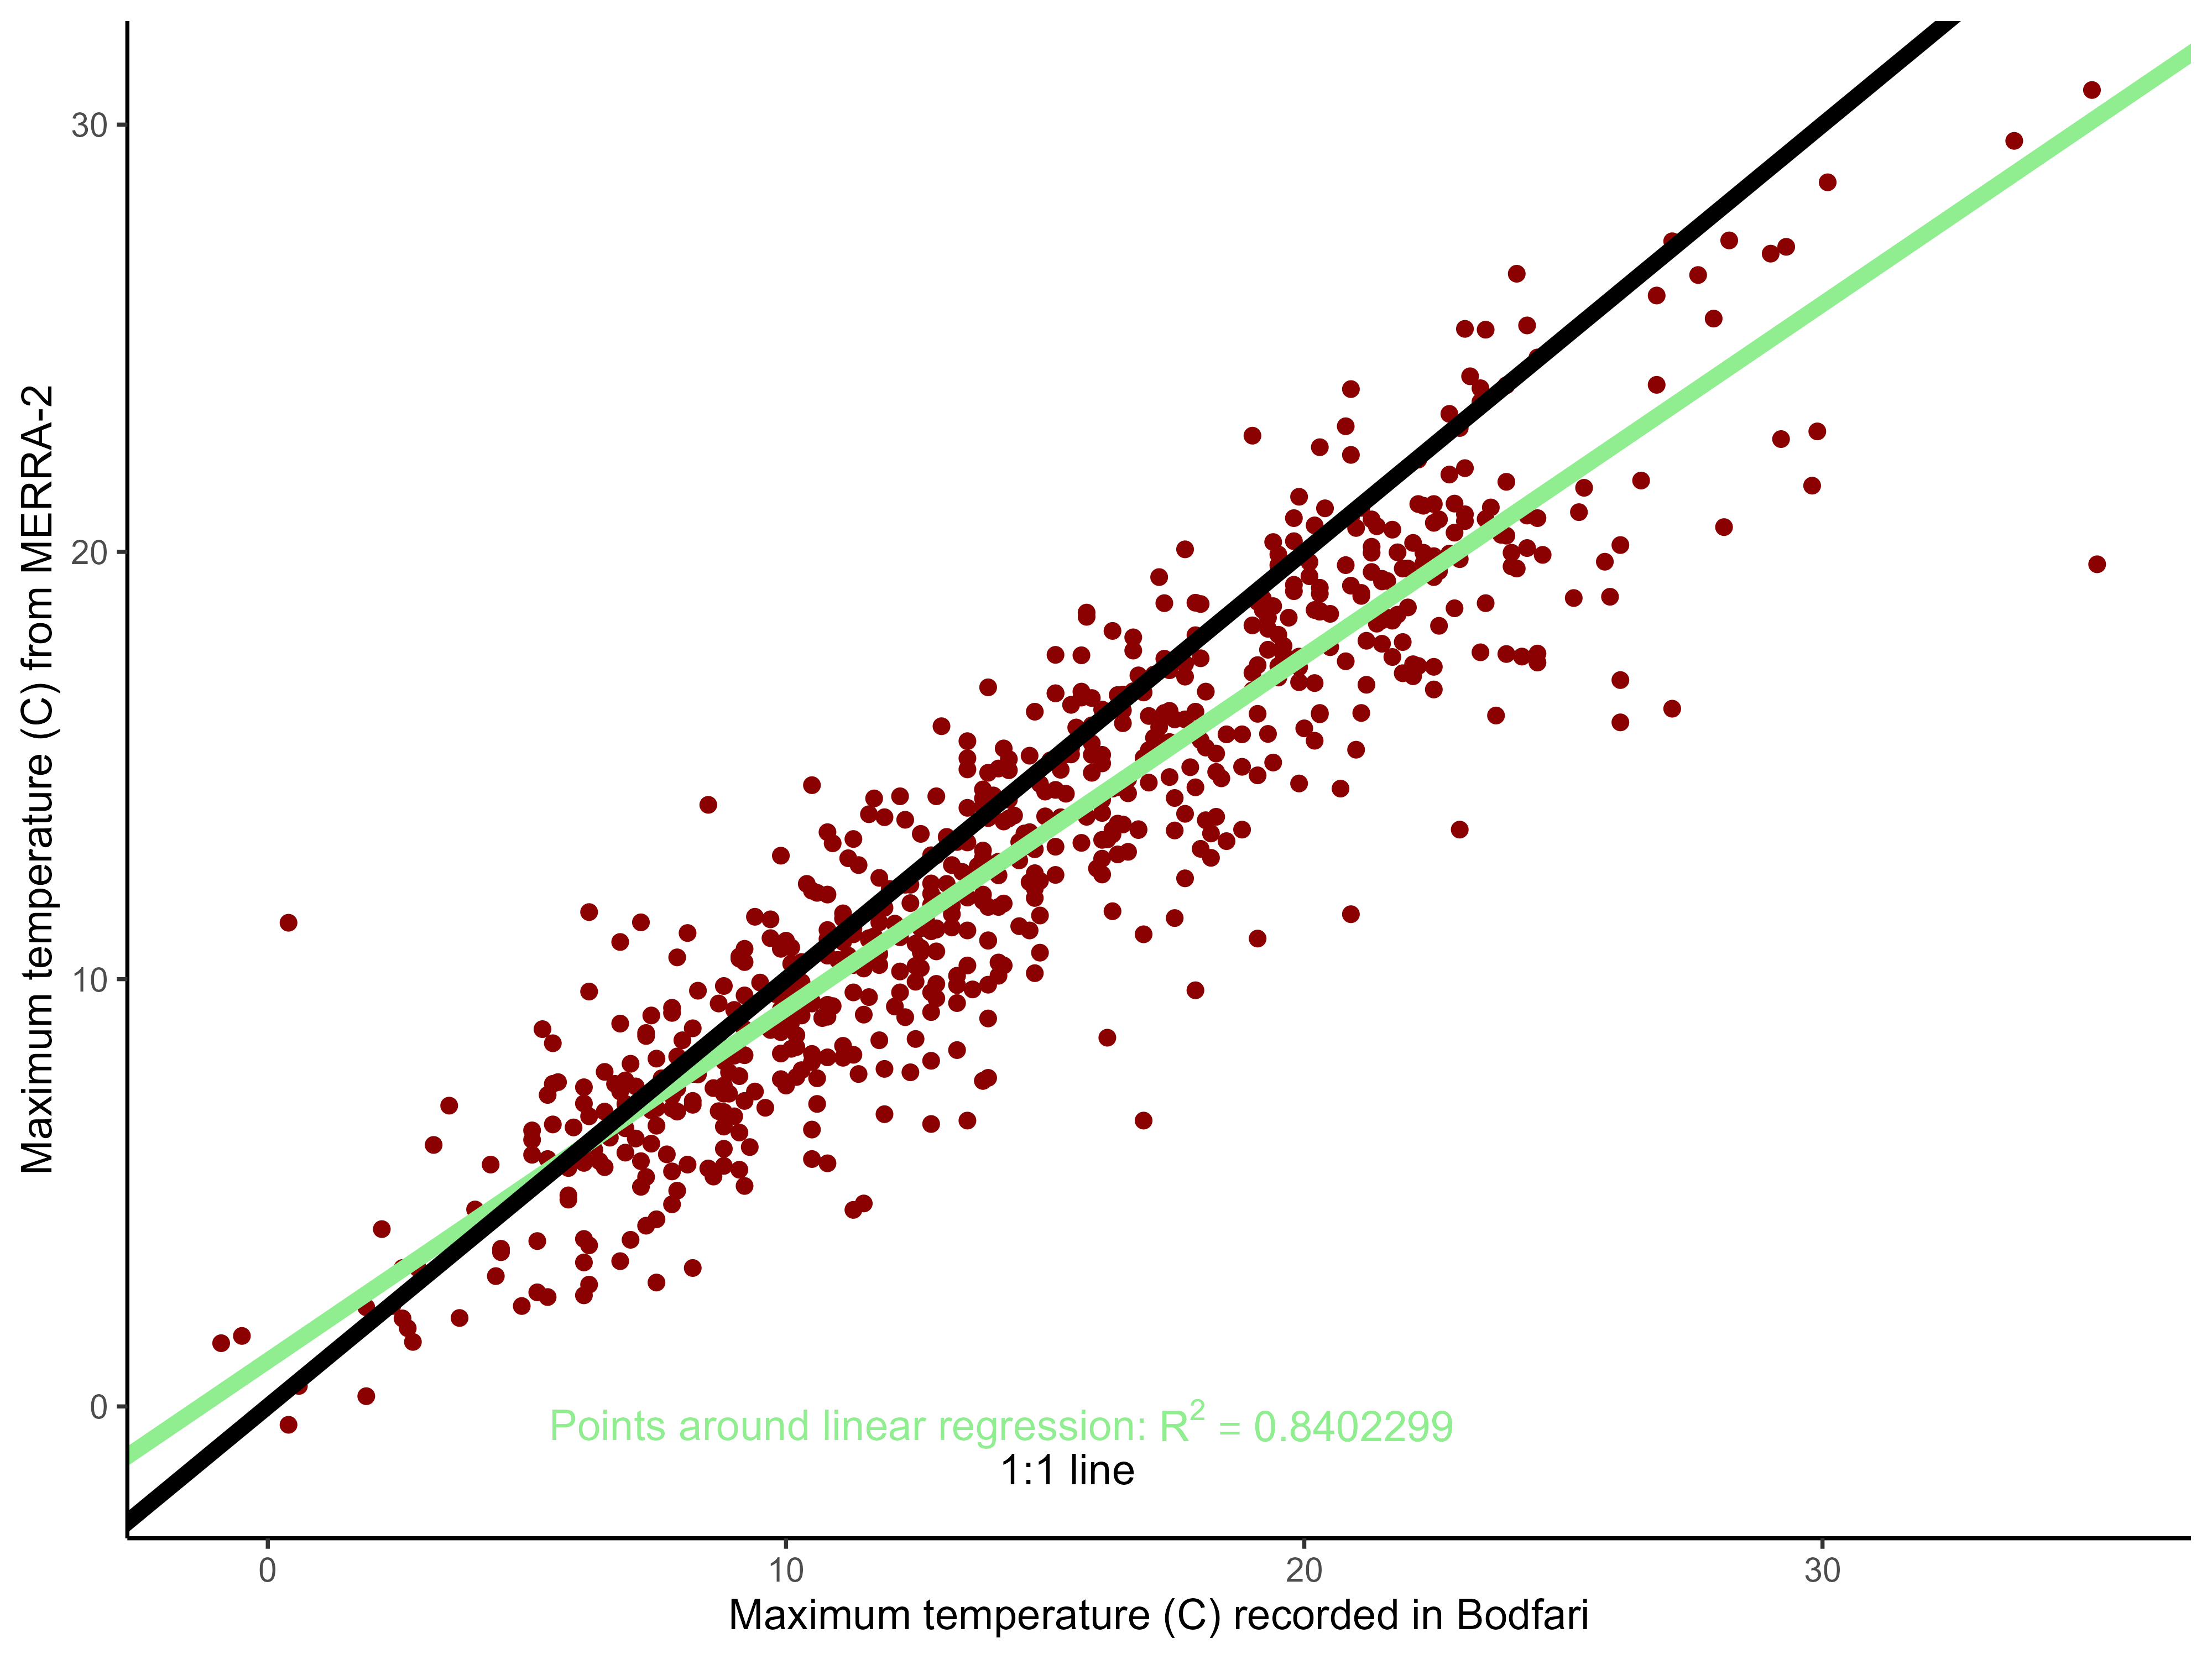 Maximum temperature (C) from MERRA-2
30
20
10
0
Points around linear regression: R² = 0.8402299
1:1 line
0 10 20 30
Maximum temperature (C) recorded in Bodfari